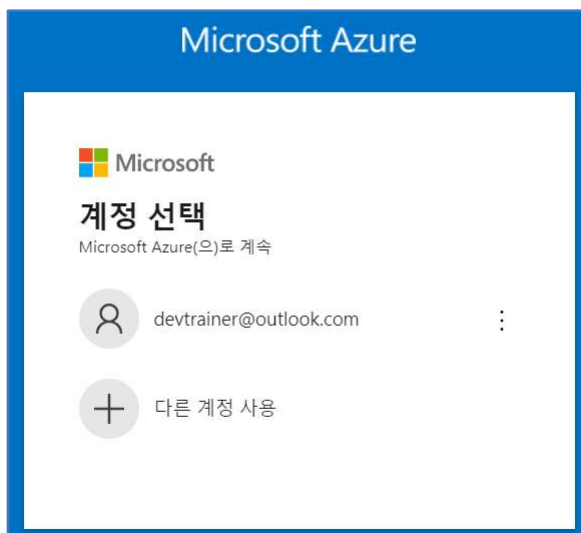 Microsoft Azure
Microsoft
계정 선택
Microsoft Azure(으)로 계속
devtrainer@outlook.com
다른 계정 사용